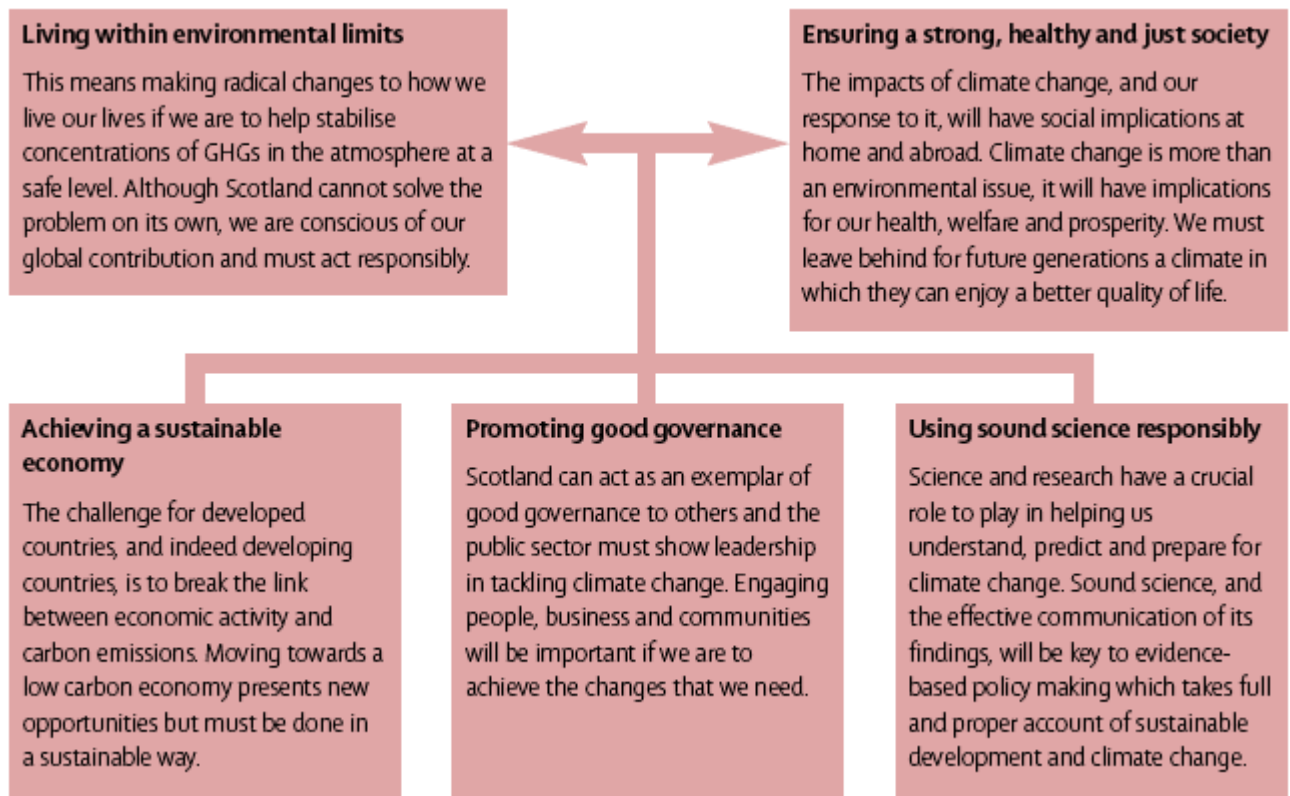 Living within environmental limits
This means making radical changes to how we
live our lives if we are to help stabilise
concentrations of GHGs in the atmosphere at a
safe level. Although Scotland cannot solve the
problem on its own, we are conscious of our
global contribution and must act responsibly.
Ensuring a strong, healthy and just society
The impacts of climate change, and our
response to it, will have social implications at
home and abroad. Climate change is more than
an environmental issue, it will have implications
for our health, welfare and prosperity. We must
leave behind for future generations a climate in
which they can enjoy a better quality of life.
Achieving a sustainable
economy
The challenge for developed
countries, and indeed developing
countries, is to break the link
between economic activity and
carbon emissions. Moving towards a
low carbon economy presents new
opportunities but must be done in
a sustainable way.
Promoting good governance
Scotland can act as an exemplar of
good governance to others and the
public sector must show leadership
in tackling climate change. Engaging
people, business and communities
will be important if we are to
achieve the changes that we need.
Using sound science responsibly
Science and research have a crucial
role to play in helping us
understand, predict and prepare for
climate change. Sound science, and
the effective communication of its
findings, will be key to evidence-
based policy making which takes full
and proper account of sustainable
development and climate change.